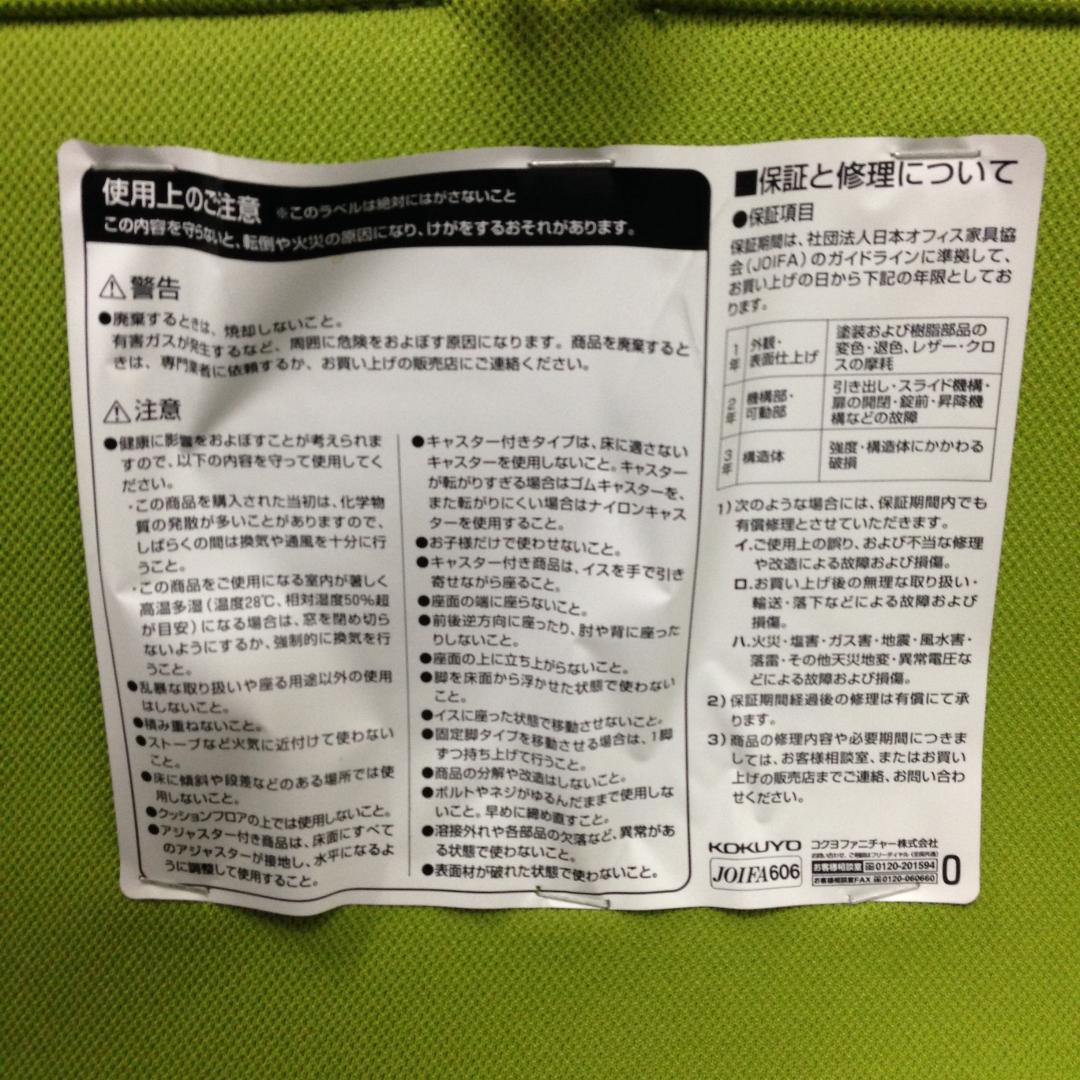 使用上のご注意 ※このラベルは絶対にはがさないこと
この内容を守らないと、転倒や火災の原因になり、けがをするおそれがあります。
⚠警告
●廃棄するときは、焼却しないこと。
有害ガスが発生するなど、周囲に危険をおよぼす原因になります。商品を廃棄すると
きは、専門業者に依頼するか、お買い上げの販売店にご連絡ください。
⚠注意
●健康に影響をおよぼすことが考えられま
すので、以下の内容を守って使用してく
ださい。
・この商品を購入された当初は、化学物
質の発散が多いことがありますので、
しばらくの間は換気や通風を十分に行
うこと。
・この商品をご使用になる室内が著しく
高温多湿(温度28℃、相対湿度50%超
が目安)になる場合は、窓を閉め切ら
ないようにするか、強制的に換気を行
うこと。
●乱暴な取り扱いや座る用途以外の使用
はしないこと。
●積み重ねないこと。
●ストーブなど火気に近付けて使わない
こと。
●床に傾斜や段差などのある場所では使
用しないこと。
●クッションフロアの上では使用しないこと。
●アジャスター付き商品は、床面にすべて
のアジャスターが接地し、水平になるよ
うに調整して使用すること。
●キャスター付きタイプは、床に適さない
キャスターを使用しないこと。キャスター
が転がりすぎる場合はゴムキャスターを、
また転がりにくい場合はナイロンキャス
ターを使用すること。
●お子様だけで使わせないこと。
●キャスター付き商品は、イスを手で引き
寄せながら座ること。
●座面の端に座らないこと。
●前後逆方向に座ったり、肘や背に座った
りしないこと。
●座面の上に立ち上がらないこと。
●脚を床面から浮かせた状態で使わない
こと。
●イスに座った状態で移動させないこと。
●固定脚タイプを移動させる場合は、1脚
ずつ持ち上げて行うこと。
●商品の分解や改造はしないこと。
●ボルトやネジがゆるんだままで使用しな
いこと。早めに締め直すこと。
●溶接外れや各部品の欠落など、異常があ
る状態で使わないこと。
●表面材が破れた状態で使わないこと。
■保証と修理について
●保証項目
保証期間は、社団法人日本オフィス家具協
会(JOIFA)のガイドラインに準拠して、
お買い上げの日から下記の年限としてお
ります。
1年 外観・表面仕上げ 塗装および樹脂部品の変色・退色、レザー・クロスの摩耗
2年 機構部・可動部 引き出し・スライド機構・扉の開閉・錠前・昇降機構などの故障
3年 構造体 強度・構造体にかかわる破損
1)次のような場合には、保証期間内でも
有償修理とさせていただきます。
イ.ご使用上の誤り、および不当な修理
や改造による故障および損傷。
ロ.お買い上げ後の無理な取り扱い・
輸送・落下などによる故障および
損傷。
ハ.火災・塩害・ガス害・地震・風水害・
落雷・その他天災地変・異常電圧な
どによる故障および損傷。
2)保証期間経過後の修理は有償にて承
ります。
3)商品の修理内容や必要期間につきま
しては、お客様相談室、またはお買い
上げの販売店までご連絡、お問い合わ
せください。
KOKUYO コクヨファニチャー株式会社
お問い合わせ、ご相談はフリーダイヤル(全国共通)
JOIFA606 お客様相談室 0120-201594
お客様相談室FAX 0120-060660
0